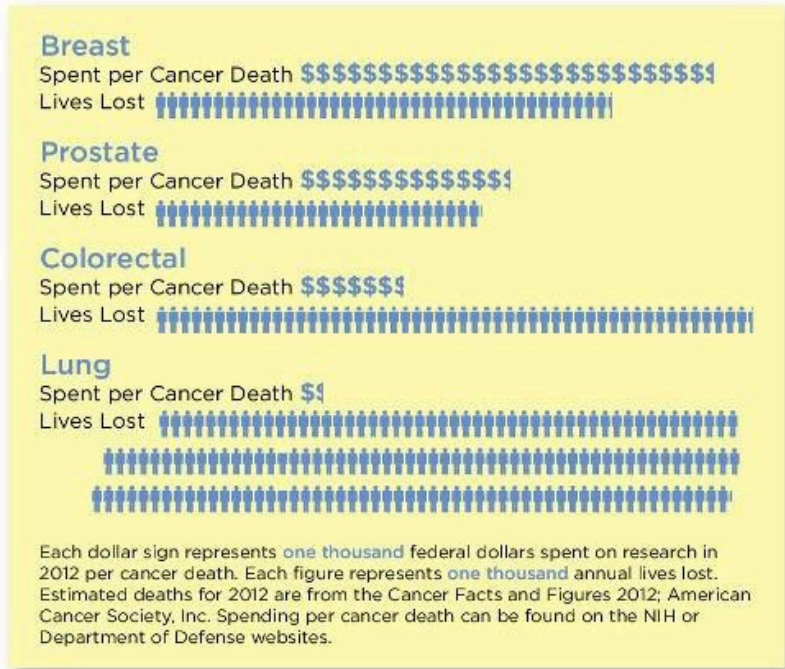 Breast
Spent per Cancer Death $$$$$$$$$$$$$$$$$$$$$$$$$$$
Lives Lost
Prostate
Spent per Cancer Death $$$$$$$$$$$$$$
Lives Lost
Colorectal
Spent per Cancer Death $$$$$$$
Lives Lost
Lung
Spent per Cancer Death $$
Lives Lost
Each dollar sign represents one thousand federal dollars spent on research in
2012 per cancer death. Each figure represents one thousand annual lives lost.
Estimated deaths for 2012 are from the Cancer Facts and Figures 2012; American
Cancer Society, Inc. Spending per cancer death can be found on the NIH or
Department of Defense websites.